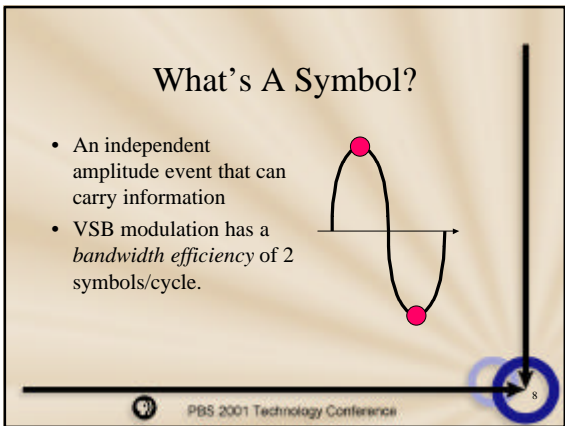 What's A Symbol?
• An independent
amplitude event that can
carry information
• VSB modulation has a
bandwidth efficiency of 2
symbols/cycle.
8
PBS 2001 Technology Conference